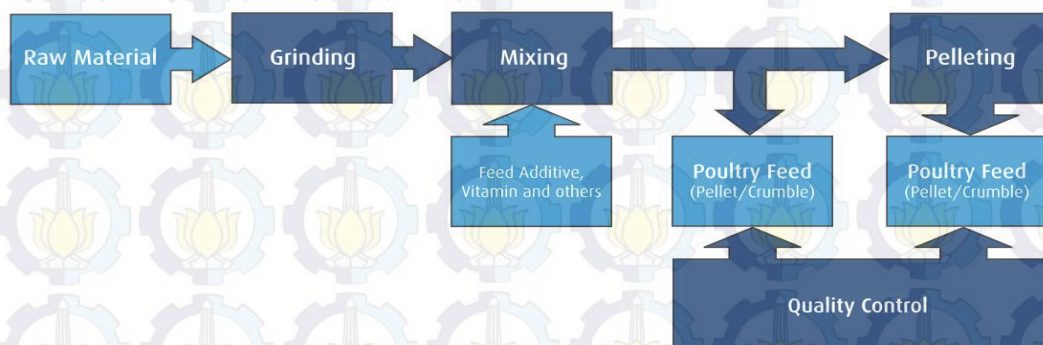 Raw Material
Grinding
Mixing
Pelleting
Feed Additive,
Vitamin and others
Poultry Feed
(Pellet/Crumble)
Poultry Feed
(Pellet/Crumble)
Quality Control